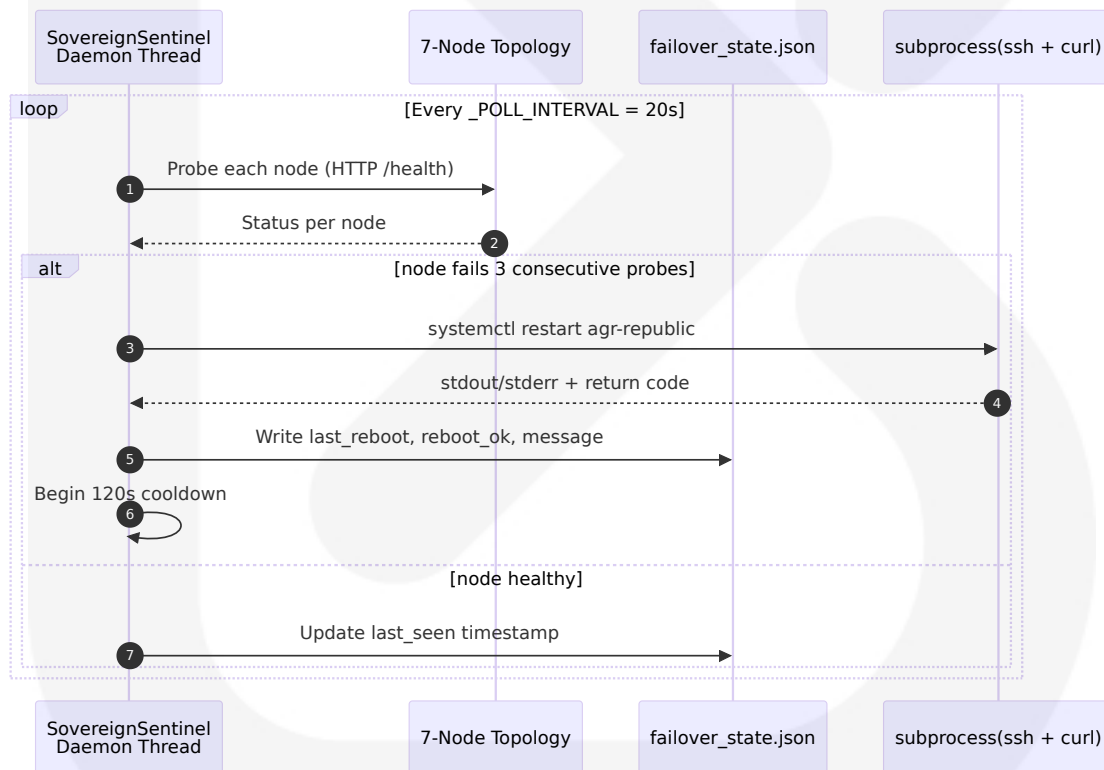 SovereignSentinel
Daemon Thread
7-Node Topology
failover_state.json
subprocess(ssh + curl)
loop
[Every _POLL_INTERVAL = 20s]
Probe each node (HTTP /health)
1
Status per node
2
alt
[node fails 3 consecutive probes]
systemctl restart agr-republic
3
stdout/stderr + return code
4
Write last_reboot, reboot_ok, message
5
Begin 120s cooldown
6
[node healthy]
Update last_seen timestamp
7
SovereignSentinel
Daemon Thread
7-Node Topology
failover_state.json
subprocess(ssh + curl)